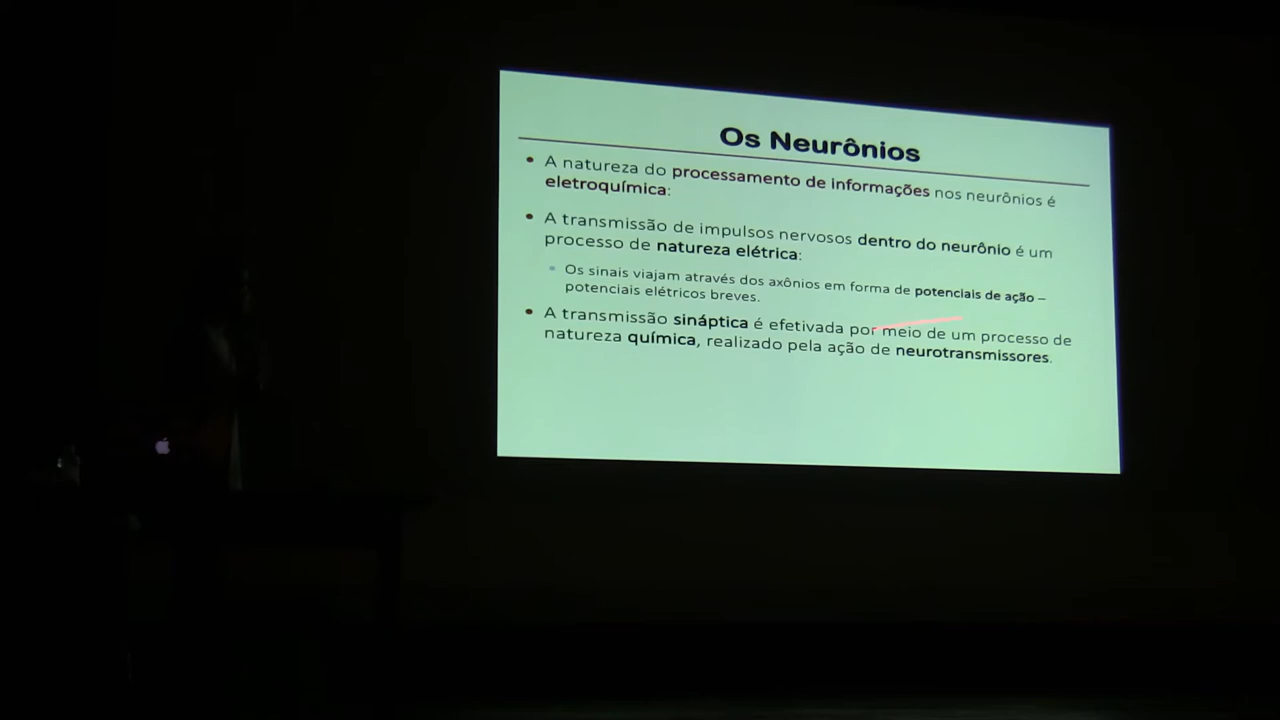 Os Neurônios
• A natureza do processamento de informações nos neurônios é
eletroquímica:
• A transmissão de impulsos nervosos dentro do neurônio é um
processo de natureza elétrica:
• Os sinais viajam através dos axônios em forma de potenciais de ação –
potenciais elétricos breves.
• A transmissão sináptica é efetivada por meio de um processo de
natureza química, realizado pela ação de neurotransmissores.